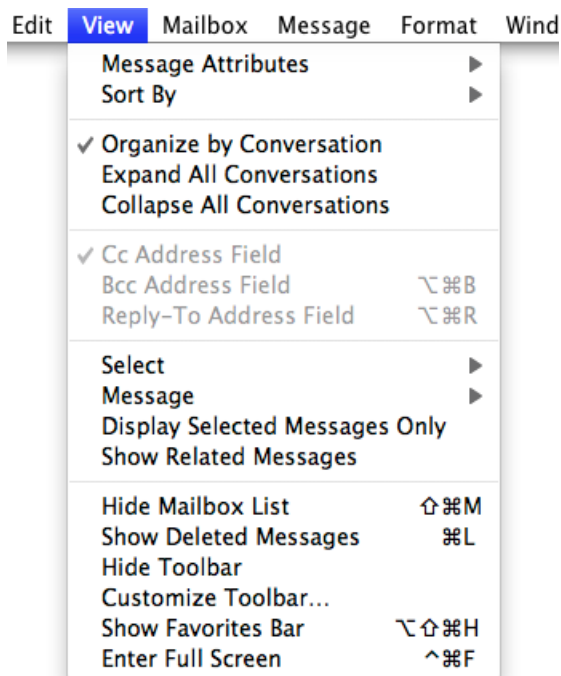 Edit View Mailbox Message Format Wind
Message Attributes ▶
Sort By ▶
✓ Organize by Conversation
Expand All Conversations
Collapse All Conversations
✓ Cc Address Field
Bcc Address Field ⌥⌘B
Reply-To Address Field ⌥⌘R
Select ▶
Message ▶
Display Selected Messages Only
Show Related Messages
Hide Mailbox List ⇧⌘M
Show Deleted Messages ⌘L
Hide Toolbar
Customize Toolbar...
Show Favorites Bar ⌥⇧⌘H
Enter Full Screen ^⌘F